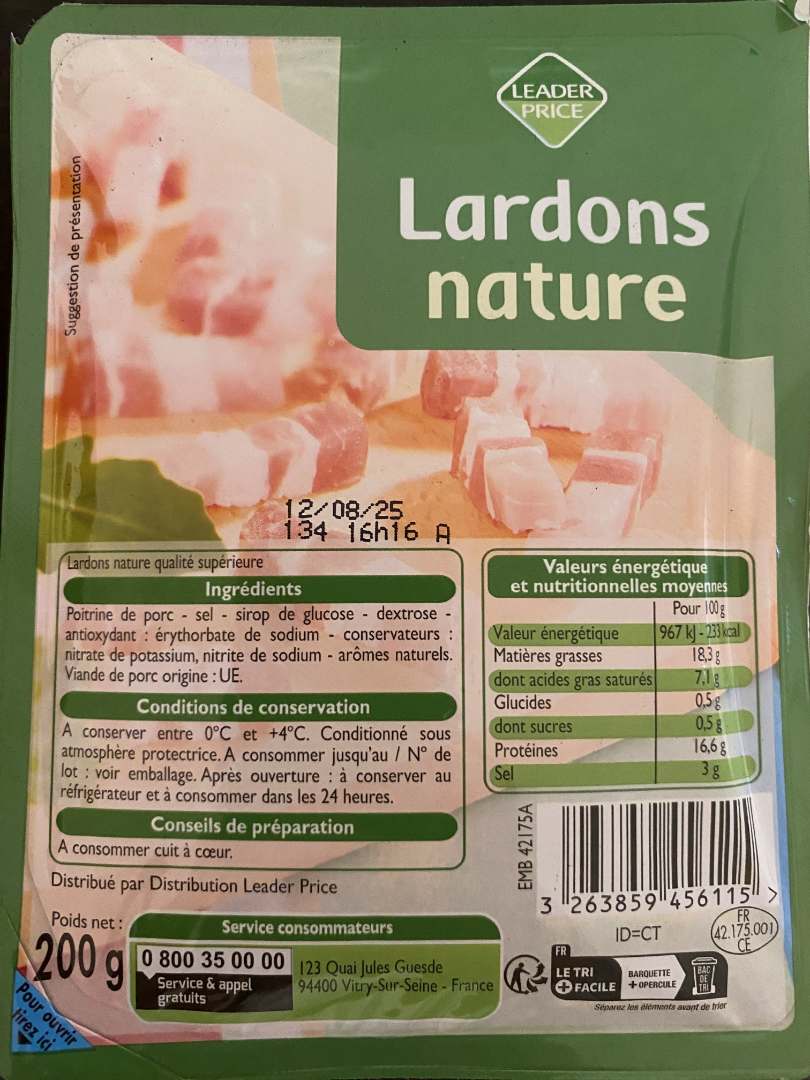 LEADER
PRICE
Lardons
nature
Suggestion de présentation
12/08/25
134 16h16 A
Lardons nature qualité supérieure
Ingrédients
Poitrine de porc - sel - sirop de glucose - dextrose -
antioxydant : érythorbate de sodium - conservateurs :
nitrate de potassium, nitrite de sodium - arômes naturels.
Viande de porc origine : UE.
Conditions de conservation
A conserver entre 0°C et +4°C. Conditionné sous
atmosphère protectrice. A consommer jusqu'au / N° de
lot : voir emballage. Après ouverture : à conserver au
réfrigérateur et à consommer dans les 24 heures.
Conseils de préparation
A consommer cuit à cœur.
Distribué par Distribution Leader Price
Valeurs énergétique
et nutritionnelles moyennes
Pour 100g
Valeur énergétique 967 kJ - 233 kcal
Matières grasses 18,3 g
dont acides gras saturés 7,1 g
Glucides 0,5 g
dont sucres 0,5 g
Protéines 16,6 g
Sel 3 g
EMB 42175A
3 263859 456115 >
ID=CT
FR
42.175.001
CE
Poids net :
200 g
Service consommateurs
0 800 35 00 00
Service & appel
gratuits
123 Quai Jules Guesde
94400 Vitry-Sur-Seine - France
FR
LE TRI
+ FACILE
BARQUETTE
+ OPERCULE
BAC
DE
TRI
Séparez les éléments avant de trier
Pour ouvrir
tirez ici